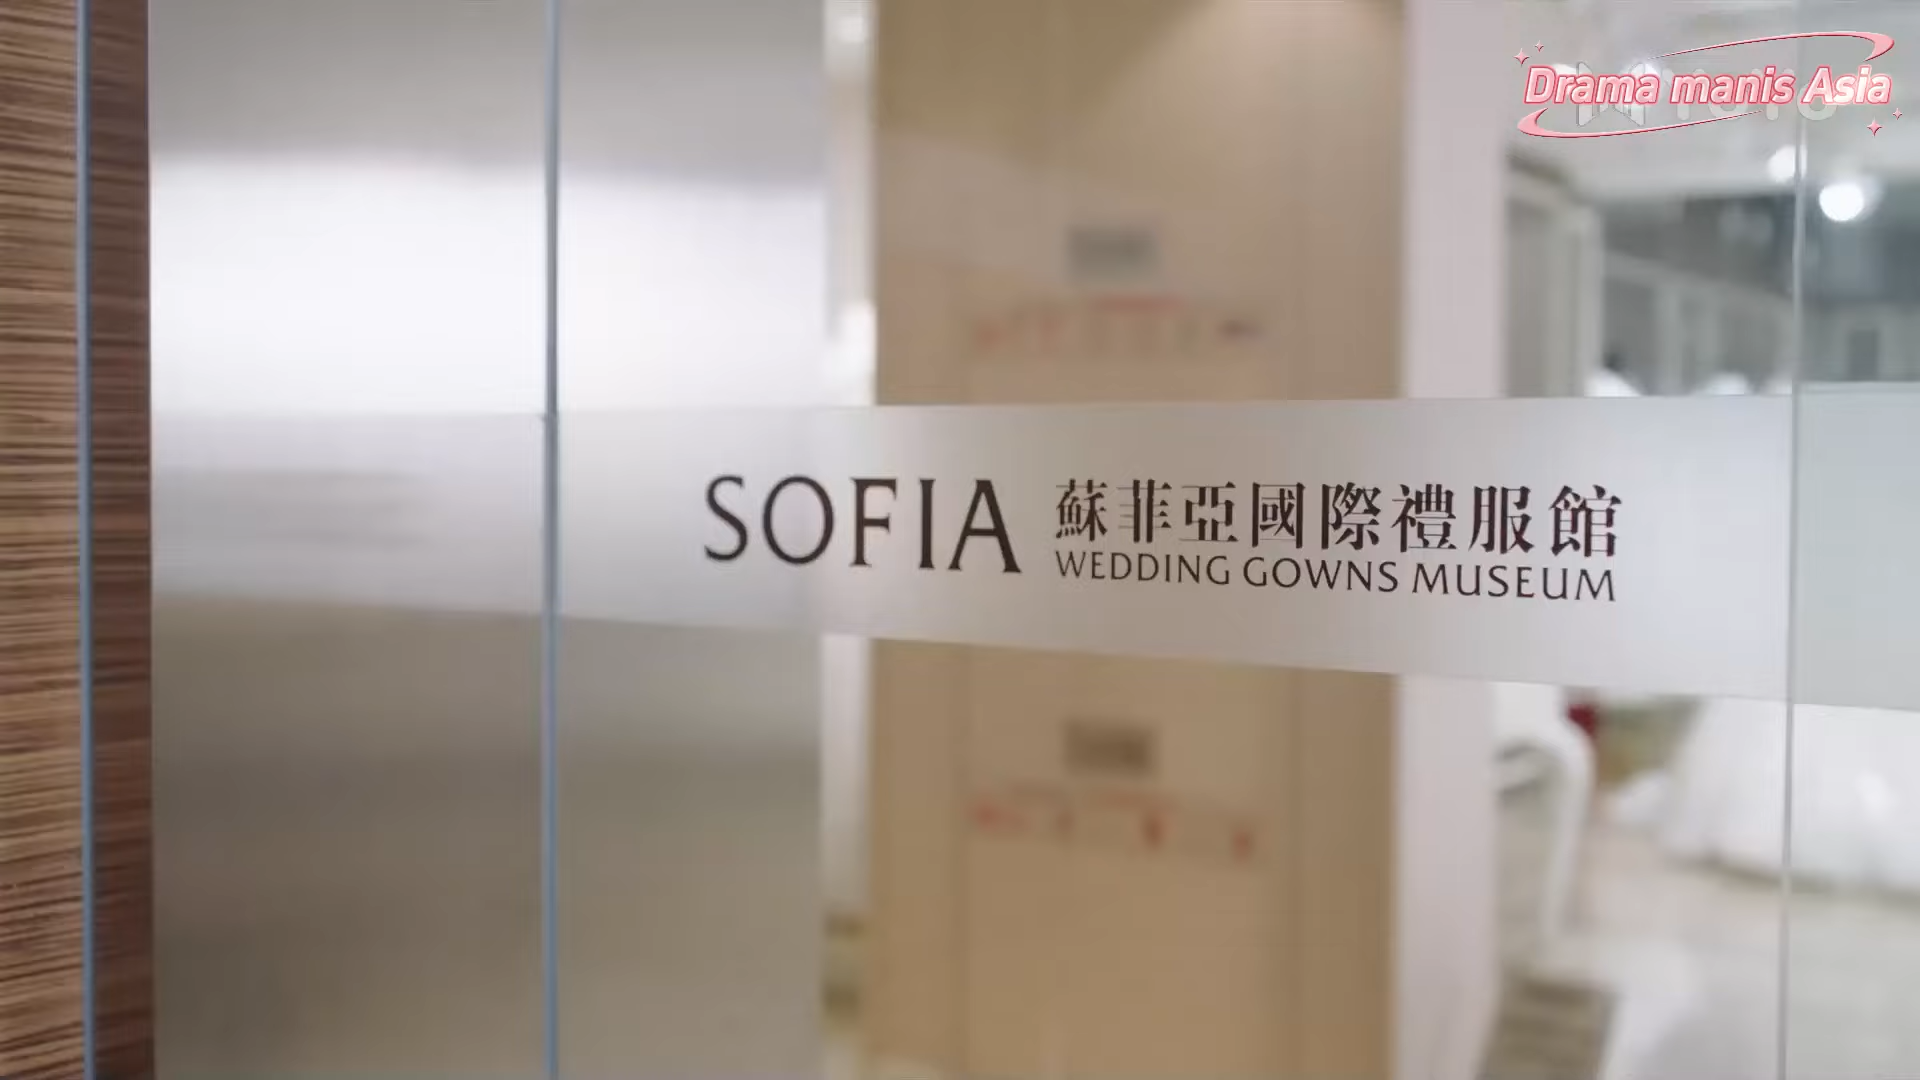 Drama manis Asia
SOFIA 蘇菲亞國際禮服館
WEDDING GOWNS MUSEUM